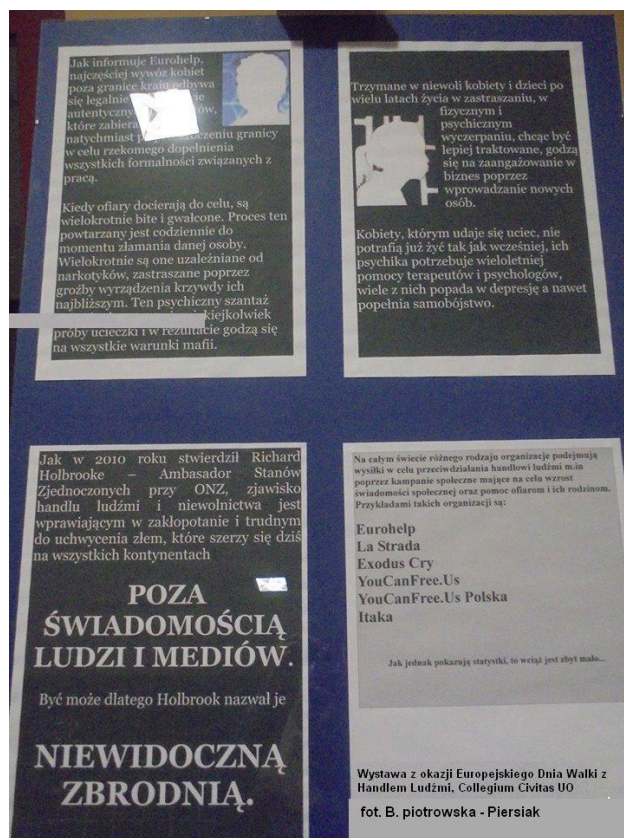 Jak informuje Eurohelp,
najczęściej wywóz kobiet
poza granice kraju odbywa
się legalnie
autentyczny
które zabiera
natychmiast po granicy
w celu rzekomego dopełnienia
wszystkich formalności związanych z
pracą.
Kiedy ofiary docierają do celu, są
wielokrotnie bite i gwałcone. Proces ten
powtarzany jest codziennie do
momentu złamania danej osoby.
Wielokrotnie są one uzależniane od
narkotyków, zastraszane poprzez
groźby wyrządzenia krzywdy ich
najbliższym. Ten psychiczny szantaż
próby ucieczki i w rezultacie godzą się
na wszystkie warunki mafii.
Trzymane w niewoli kobiety i dzieci po
wielu latach życia w zastraszaniu, w
fizycznym i
psychicznym
wyczerpaniu, chcąc być
lepiej traktowane, godzą
się na zaangażowanie w
biznes poprzez
wprowadzanie nowych
osób.
Kobiety, którym udaje się uciec, nie
potrafią już żyć tak jak wcześniej, ich
psychika potrzebuje wieloletniej
pomocy terapeutów i psychologów,
wiele z nich popada w depresję a nawet
popełnia samobójstwo.
Jak w 2010 roku stwierdził Richard
Holbrooke – Ambasador Stanów
Zjednoczonych przy ONZ, zjawisko
handlu ludźmi i niewolnictwa jest
wprawiającym w zakłopotanie i trudnym
do uchwycenia złem, które szerzy się dziś
na wszystkich kontynentach
POZA
ŚWIADOMOŚCIĄ
LUDZI I MEDIÓW.
Być może dlatego Holbrook nazwał je
NIEWIDOCZNĄ
ZBRODNIĄ.
Na całym świecie różnego rodzaju organizacje podejmują
wysiłki w celu przeciwdziałania handlowi ludźmi m.in
poprzez kampanie społeczne mające na celu wzrost
świadomości społecznej oraz pomoc ofiarom i ich rodzinom.
Przykładami takich organizacji są:
Eurohelp
La Strada
Exodus Cry
YouCanFree.Us
YouCanFree.Us Polska
Itaka
Jak jednak pokazują statystki, to wciąż jest zbyt mało...
Wystawa z okazji Europejskiego Dnia Walki z
Handlem Ludźmi, Collegium Civitas UO
fot. B. piotrowska - Piersiak